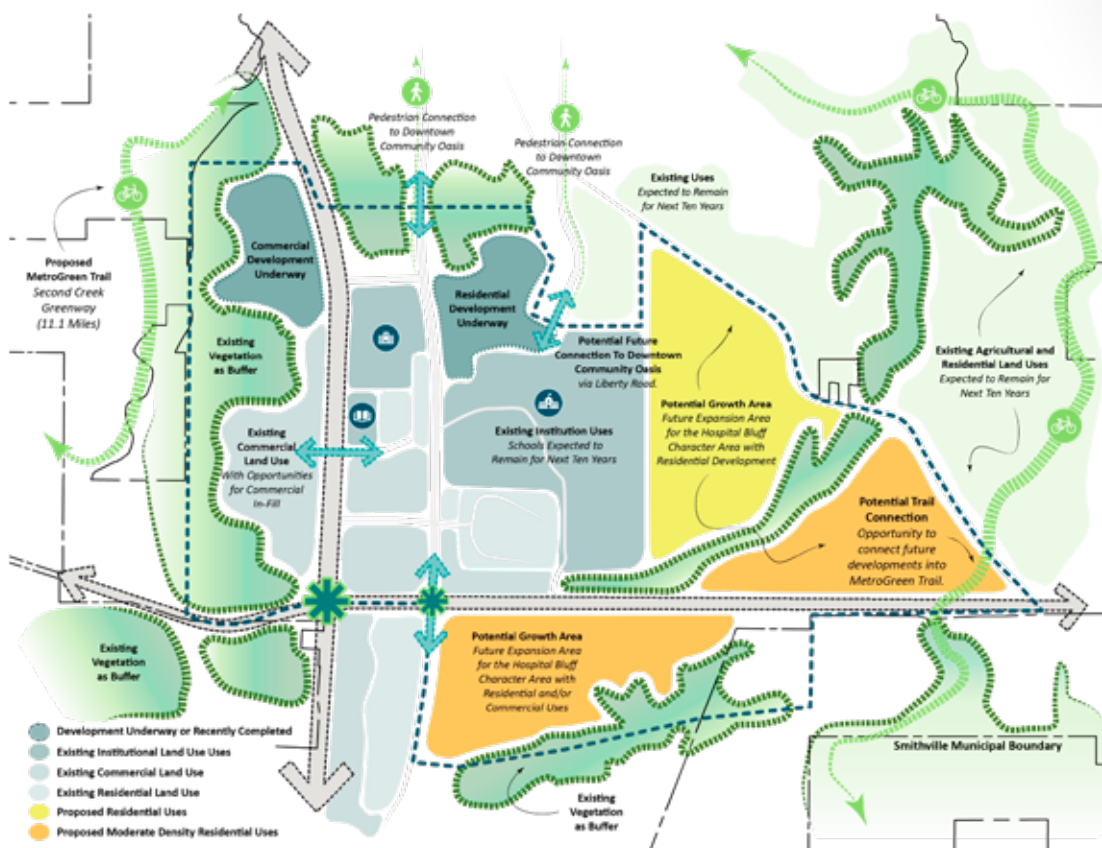 Pedestrian Connection
to Downtown
Community Oasis
Pedestrian Connection
to Downtown
Community Oasis
Existing Uses
Expected to Remain
for Next Ten Years
Commercial
Development
Underway
Proposed
MetroGreen Trail
Second Creek
Greenway
(11.1 Miles)
Residential
Development
Underway
Existing
Vegetation
as Buffer
Potential Future
Connection To Downtown
Community Oasis
via Liberty Road.
Existing Agricultural and
Residential Land Uses
Expected to Remain for
Next Ten Years
Potential Growth Area
Future Expansion Area
for the Hospital Bluff
Character Area with
Residential Development
Existing Institution Uses
Schools Expected to
Remain for Next Ten Years
Existing
Commercial
Land Use
With Opportunities
for Commercial
In-Fill
Potential Trail
Connection
Opportunity to
connect future
developments into
MetroGreen Trail.
Potential Growth Area
Future Expansion Area
for the Hospital Bluff
Character Area with
Residential and/or
Commercial Uses
Existing
Vegetation
as Buffer
Smithville Municipal Boundary
Existing
Vegetation
as Buffer
Development Underway or Recently Completed
Existing Institutional Land Use Uses
Existing Commercial Land Use
Existing Residential Land Use
Proposed Residential Uses
Proposed Moderate Density Residential Uses